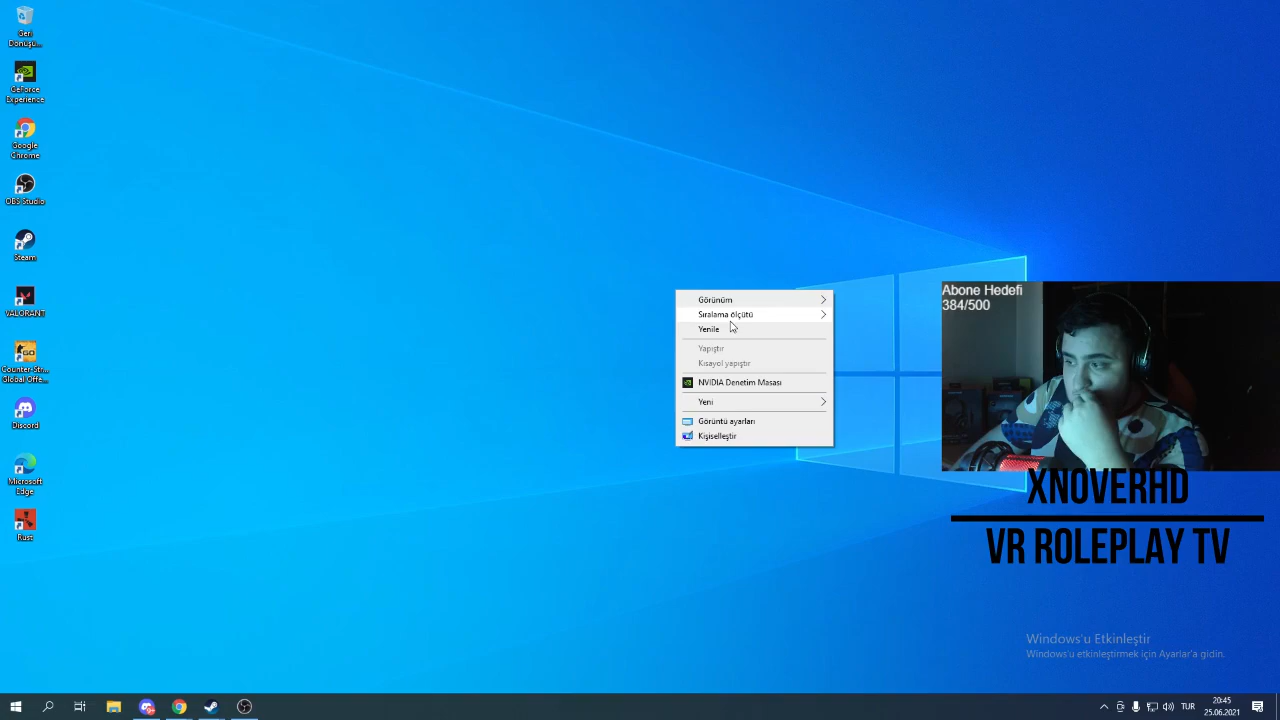 Geri
Dönüşü...
GeForce
Experience
Google
Chrome
OBS Studio
Steam
VALORANT
Counter-Str...
Global Offe...
Discord
Microsoft
Edge
Rust
Görünüm
Sıralama ölçütü
Yenile
Yapıştır
Kısayol yapıştır
NVIDIA Denetim Masası
Yeni
Görüntü ayarları
Kişiselleştir
Abone Hedefi
384/500
XNOVERHD
VR ROLEPLAY TV
Windows'u Etkinleştir
Windows'u etkinleştirmek için Ayarlar'a gidin.
TUR
20:45
25.06.2021